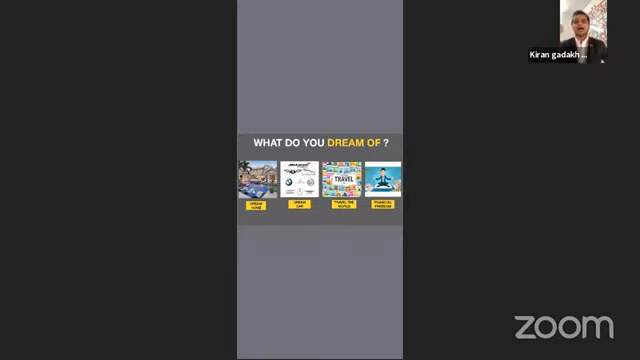 Kiran gadakh ...
WHAT DO YOU DREAM OF ?
TRAVEL
DREAM HOME
DREAM CAR
TRAVEL THE WORLD
FINANCIAL FREEDOM
zoom